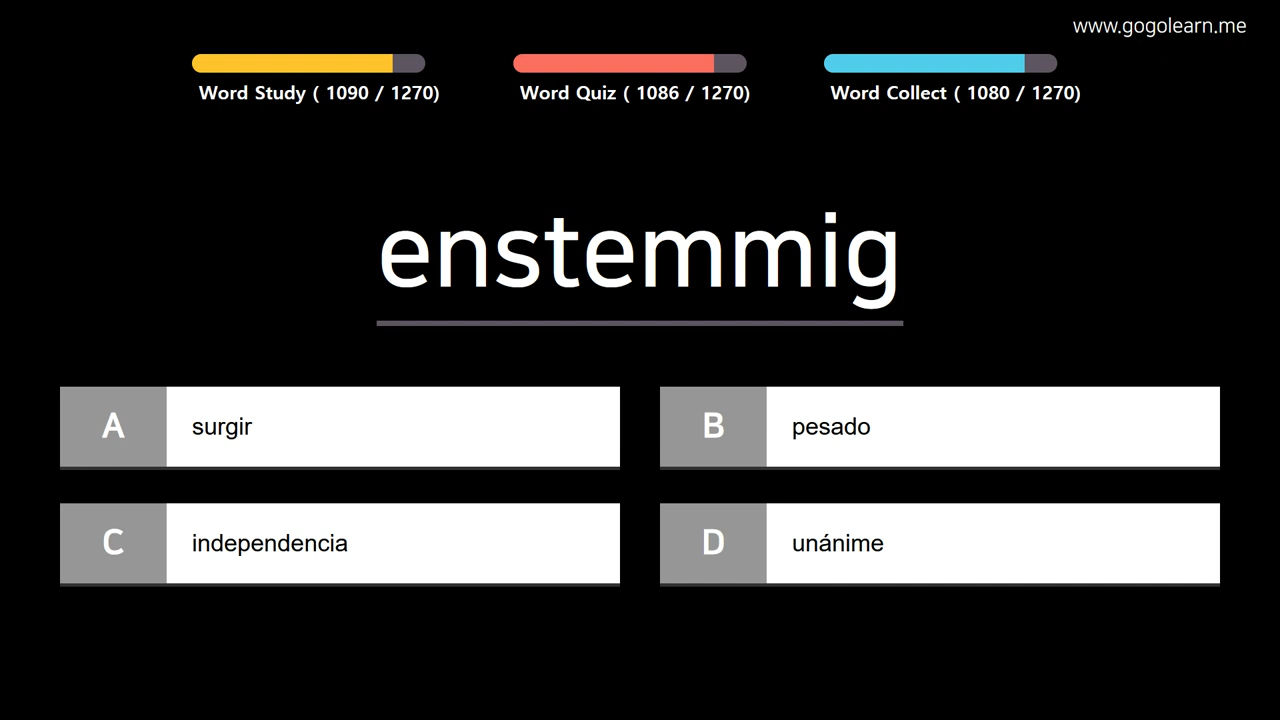 www.gogolearn.me
Word Study ( 1090 / 1270)
Word Quiz ( 1086 / 1270)
Word Collect ( 1080 / 1270)
enstemmig
A surgir
B pesado
C independencia
D unánime